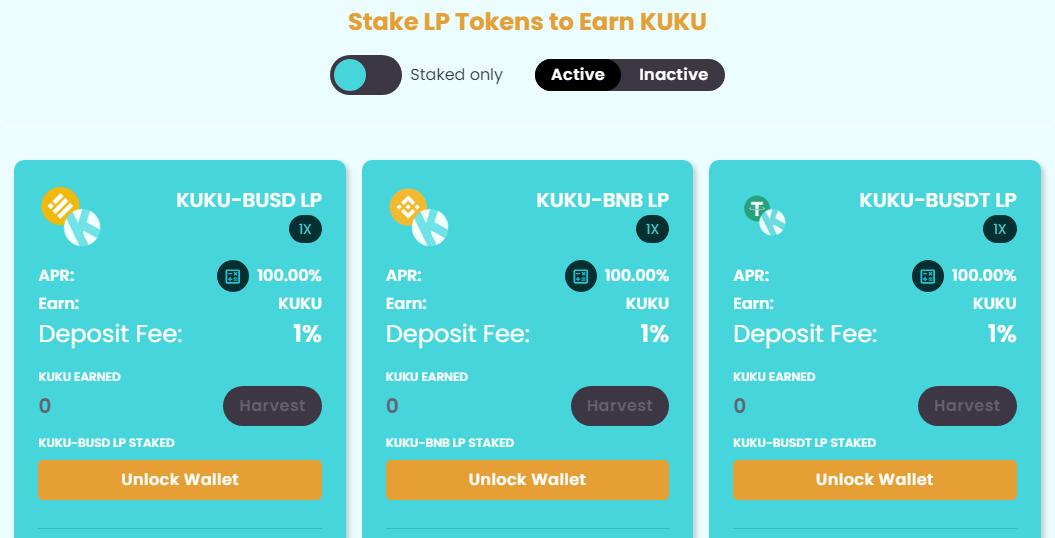 Stake LP Tokens to Earn KUKU
Staked only
Active Inactive
KUKU-BUSD LP
1X
APR: 100.00%
Earn: KUKU
Deposit Fee: 1%
KUKU EARNED
0 Harvest
KUKU-BUSD LP STAKED
Unlock Wallet
KUKU-BNB LP
1X
APR: 100.00%
Earn: KUKU
Deposit Fee: 1%
KUKU EARNED
0 Harvest
KUKU-BNB LP STAKED
Unlock Wallet
KUKU-BUSDT LP
1X
APR: 100.00%
Earn: KUKU
Deposit Fee: 1%
KUKU EARNED
0 Harvest
KUKU-BUSDT LP STAKED
Unlock Wallet